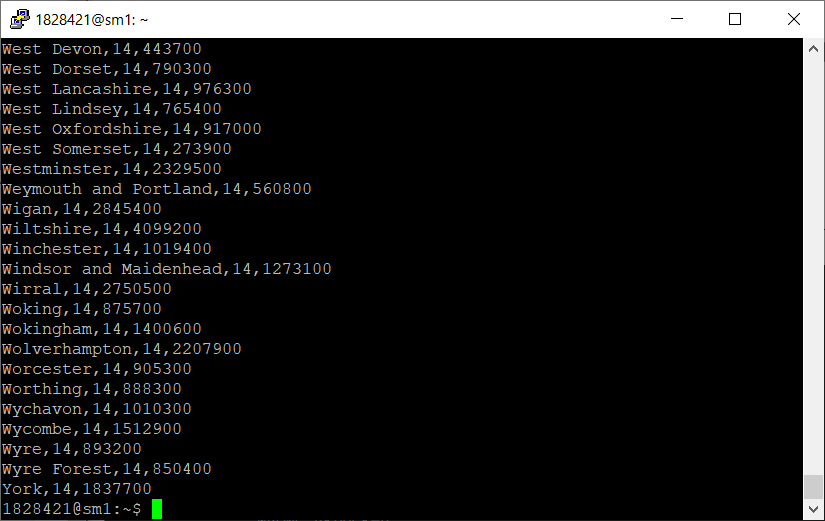 1828421@sm1: ~
West Devon,14,443700
West Dorset,14,790300
West Lancashire,14,976300
West Lindsey,14,765400
West Oxfordshire,14,917000
West Somerset,14,273900
Westminster,14,2329500
Weymouth and Portland,14,560800
Wigan,14,2845400
Wiltshire,14,4099200
Winchester,14,1019400
Windsor and Maidenhead,14,1273100
Wirral,14,2750500
Woking,14,875700
Wokingham,14,1400600
Wolverhampton,14,2207900
Worcester,14,905300
Worthing,14,888300
Wychavon,14,1010300
Wycombe,14,1512900
Wyre,14,893200
Wyre Forest,14,850400
York,14,1837700
1828421@sm1:~$